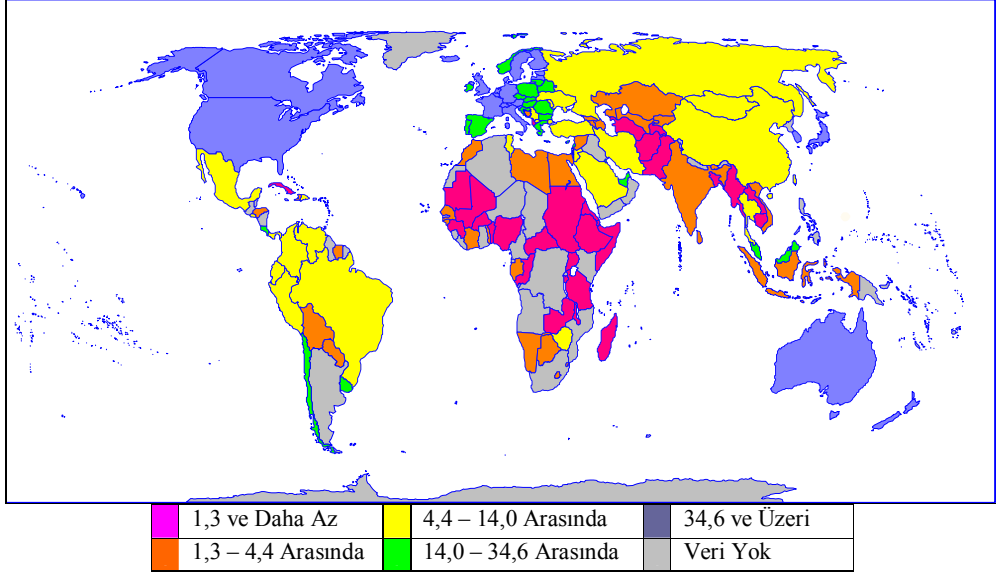 1,3 ve Daha Az 4,4 – 14,0 Arasında 34,6 ve Üzeri
1,3 – 4,4 Arasında 14,0 – 34,6 Arasında Veri Yok